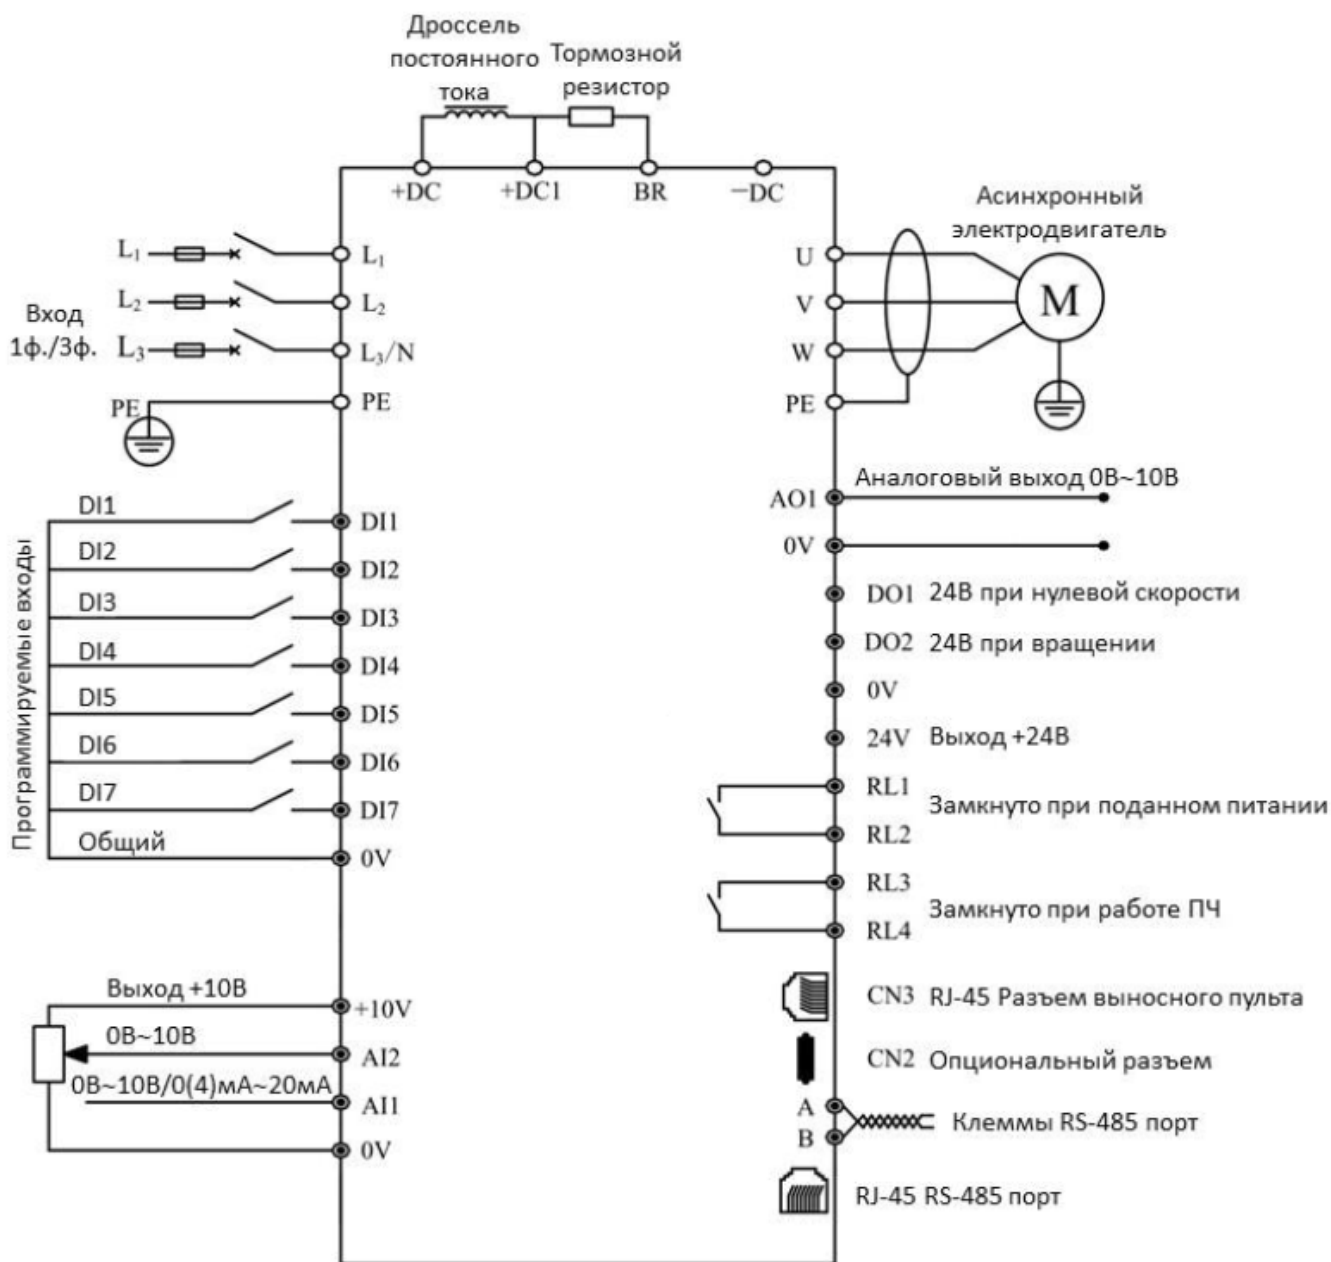 Дроссель
постоянного
тока
Тормозной
резистор
+DC
+DC1
BR
−DC
Вход
1ф./3ф.
L1
L1
L2
L2
L3
L3/N
PE
PE
Асинхронный
электродвигатель
U
V
W
PE
M
Программируемые входы
DI1
DI1
DI2
DI2
DI3
DI3
DI4
DI4
DI5
DI5
DI6
DI6
DI7
DI7
Общий
0V
Выход +10В
+10V
0В~10В
AI2
0В~10В/0(4)мА~20мА
AI1
0V
Аналоговый выход 0В~10В
AO1
0V
DO1 24В при нулевой скорости
DO2 24В при вращении
0V
24V Выход +24В
RL1
Замкнуто при поданном питании
RL2
RL3
Замкнуто при работе ПЧ
RL4
CN3 RJ-45 Разъем выносного пульта
CN2 Опциональный разъем
A
B
Клеммы RS-485 порт
RJ-45 RS-485 порт